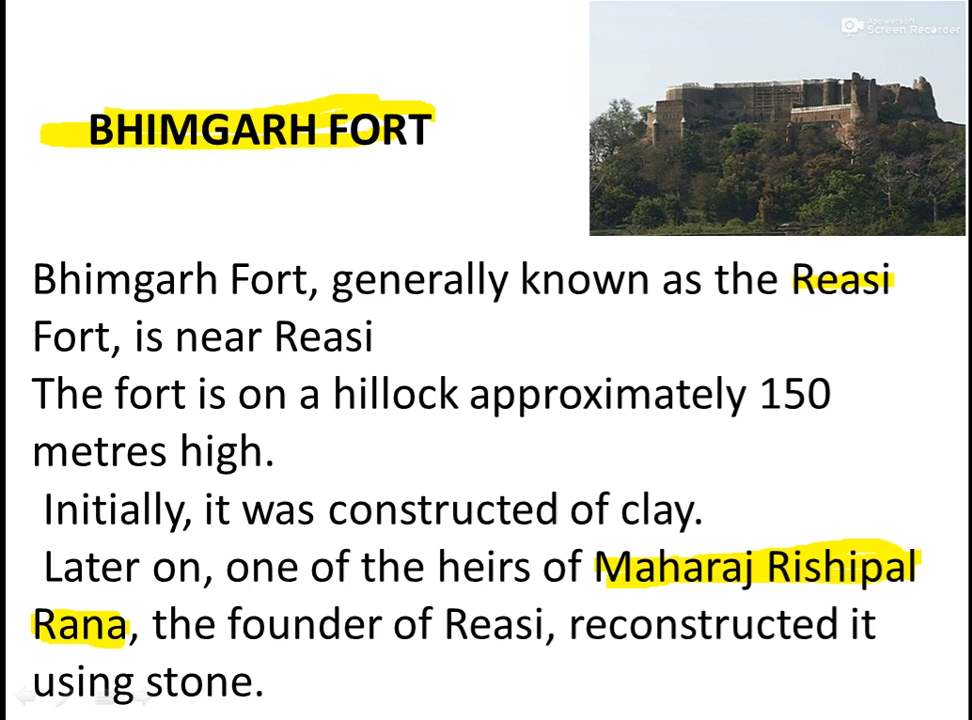 Apowersoft
Screen Recorder
BHIMGARH FORT
Bhimgarh Fort, generally known as the Reasi
Fort, is near Reasi
The fort is on a hillock approximately 150
metres high.
Initially, it was constructed of clay.
Later on, one of the heirs of Maharaj Rishipal
Rana, the founder of Reasi, reconstructed it
using stone.